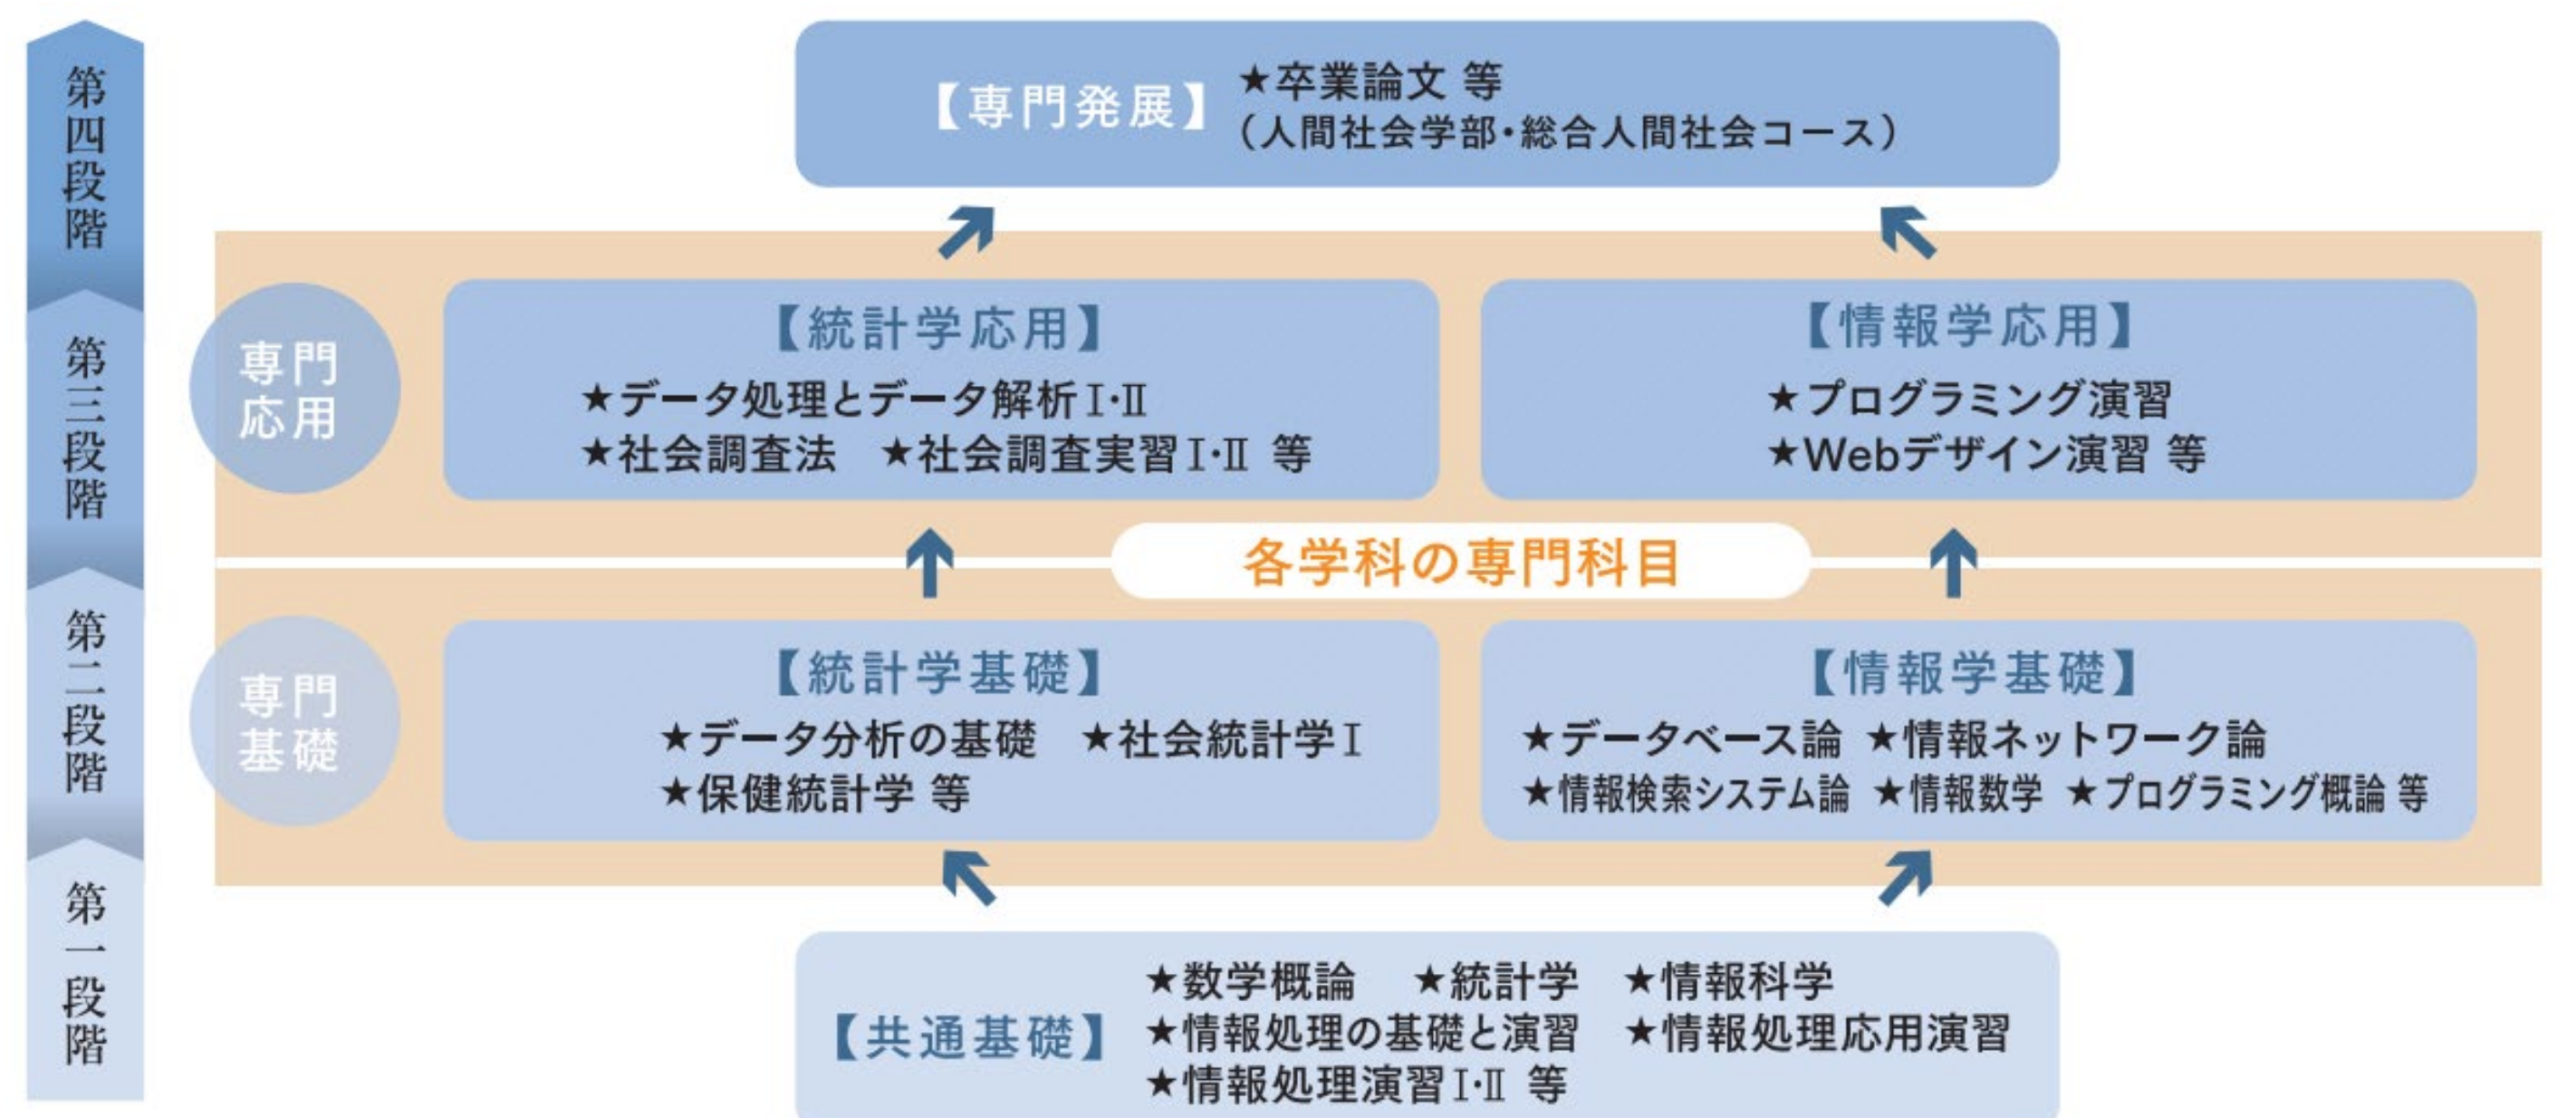 第四段階
【専門発展】
★卒業論文 等
（人間社会学部・総合人間社会コース）
第三段階
専門
応用
【統計学応用】
★データ処理とデータ解析Ⅰ・Ⅱ
★社会調査法 ★社会調査実習Ⅰ・Ⅱ 等
【情報学応用】
★プログラミング演習
★Webデザイン演習 等
各学科の専門科目
第二段階
専門
基礎
【統計学基礎】
★データ分析の基礎 ★社会統計学Ⅰ
★保健統計学 等
【情報学基礎】
★データベース論 ★情報ネットワーク論
★情報検索システム論 ★情報数学 ★プログラミング概論 等
第一段階
【共通基礎】
★数学概論 ★統計学 ★情報科学
★情報処理の基礎と演習 ★情報処理応用演習
★情報処理演習Ⅰ・Ⅱ 等